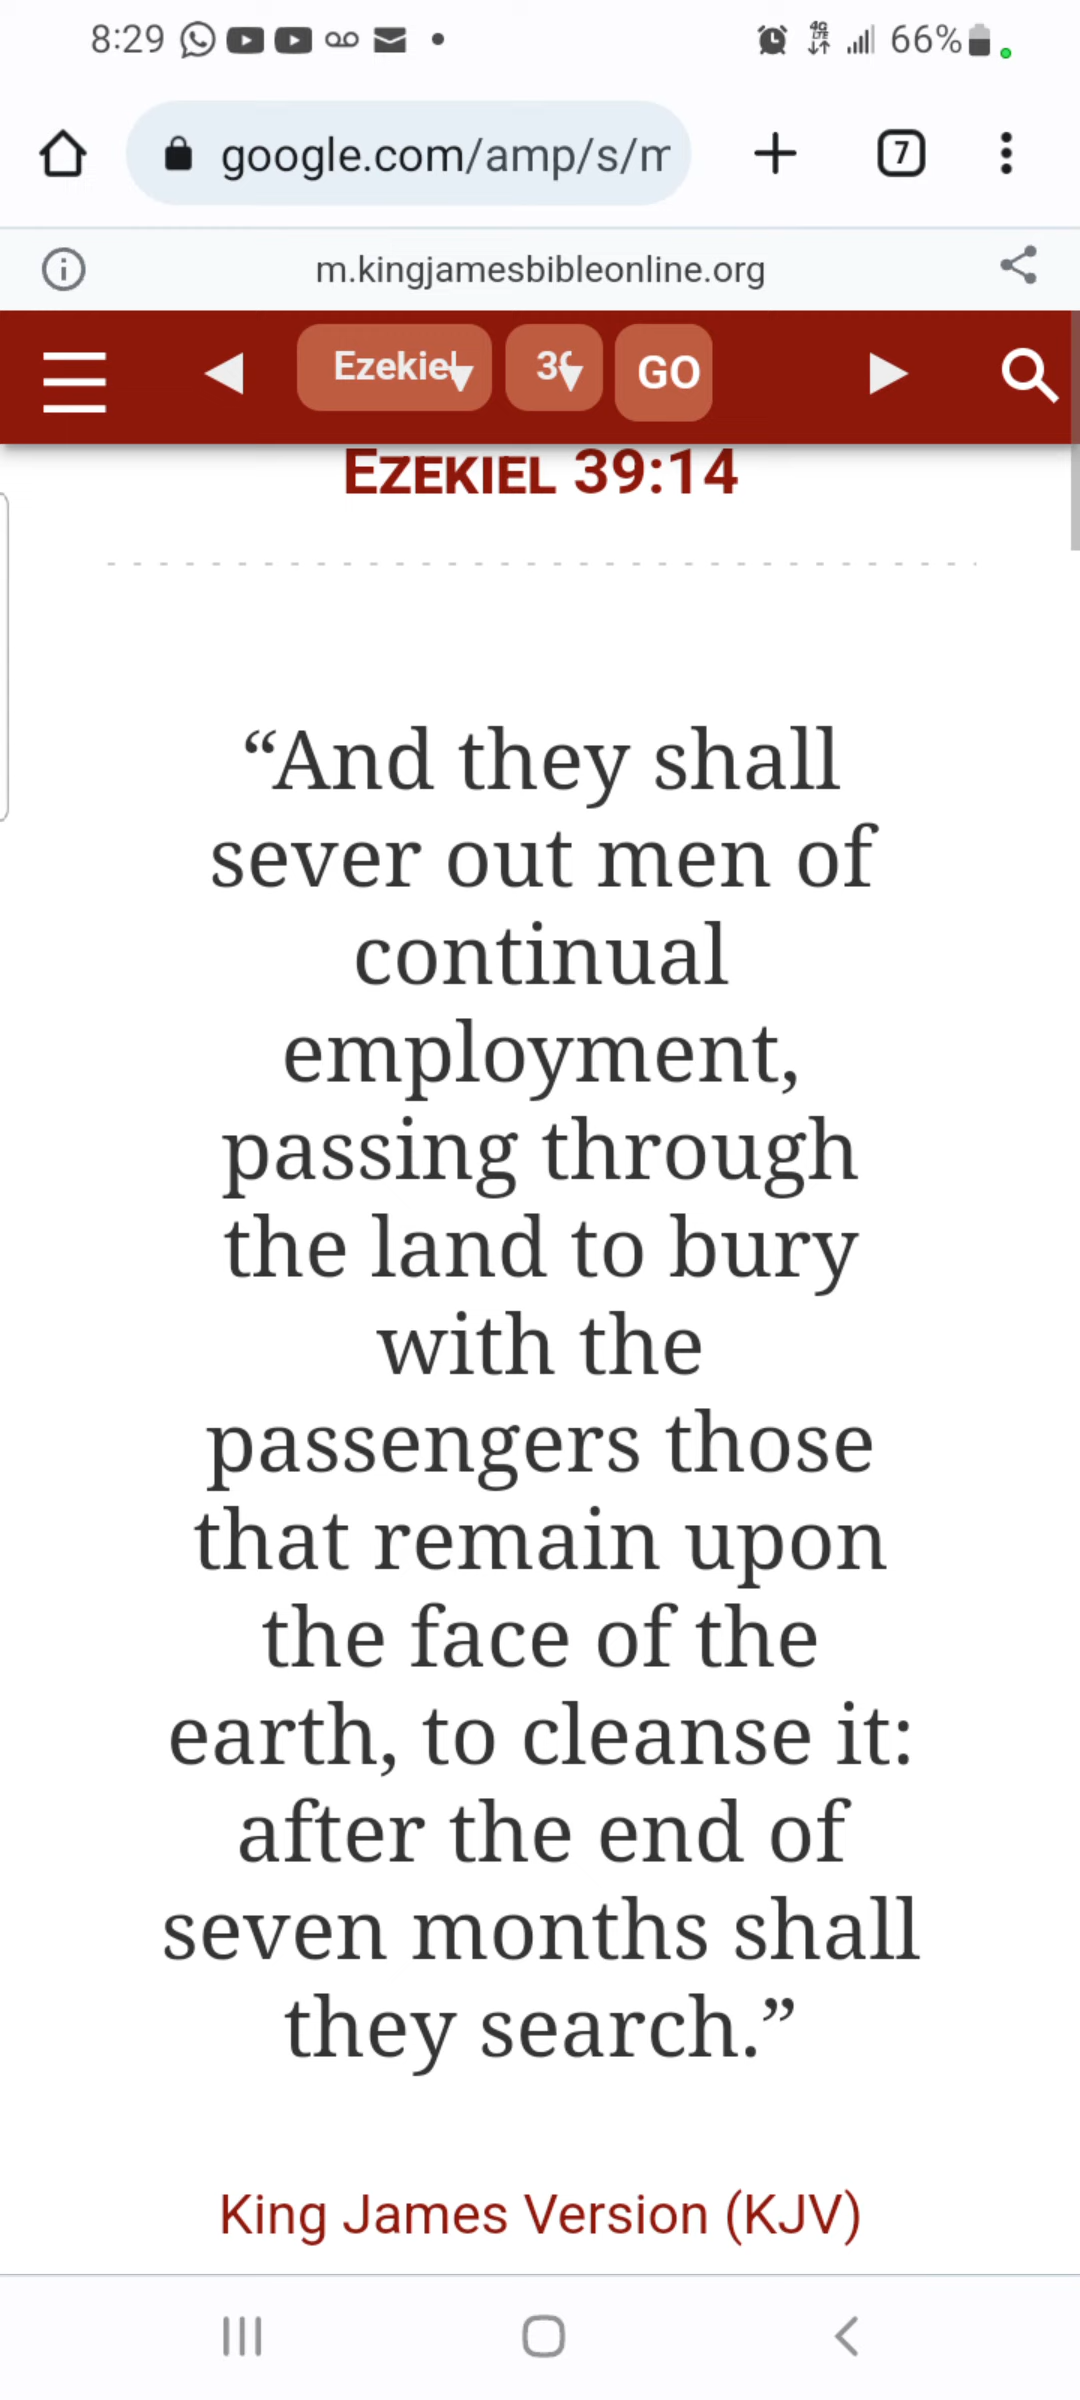 8:29 66%
google.com/amp/s/m 7
m.kingjamesbibleonline.org
Ezekiel GO
EZEKIEL 39:14
“And they shall
sever out men of
continual
employment,
passing through
the land to bury
with the
passengers those
that remain upon
the face of the
earth, to cleanse it:
after the end of
seven months shall
they search.”
King James Version (KJV)